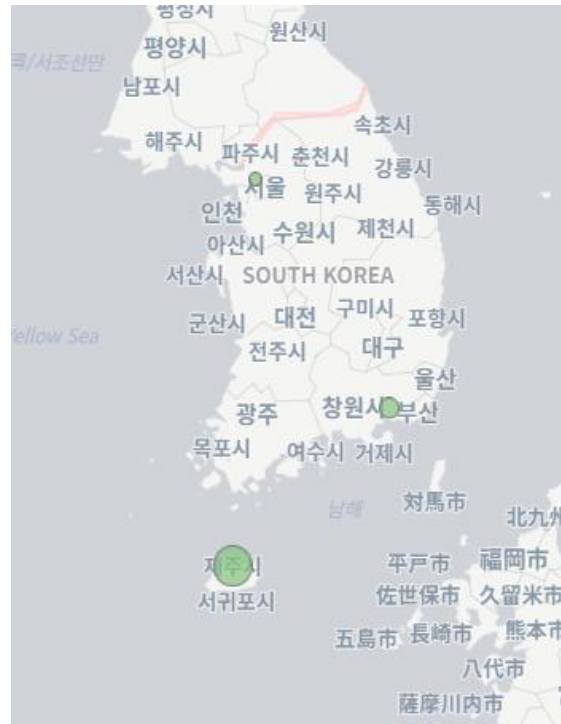 평성시
원산시
평양시
남포시
속초시
해주시
파주시
춘천시
강릉시
서울
원주시
동해시
인천
수원시
제천시
아산시
서산시
SOUTH KOREA
구미시
군산시
대전
포항시
Yellow Sea
전주시
대구
울산
광주
창원시
부산
목포시
여수시
거제시
남해
対馬市
北九州
제주시
平戸市
福岡市
서귀포시
佐世保市
久留米市
五島市
長崎市
熊本市
八代市
薩摩川内市